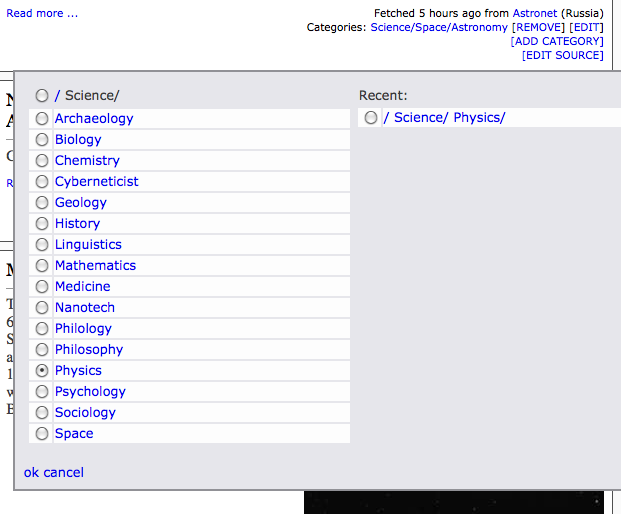 Read more ...
Fetched 5 hours ago from Astronet (Russia)
Categories: Science/Space/Astronomy [REMOVE] [EDIT]
[ADD CATEGORY]
[EDIT SOURCE]
/ Science/
Archaeology
Biology
Chemistry
Cyberneticist
Geology
History
Linguistics
Mathematics
Medicine
Nanotech
Philology
Philosophy
Physics
Psychology
Sociology
Space
Recent:
/ Science/ Physics/
ok cancel